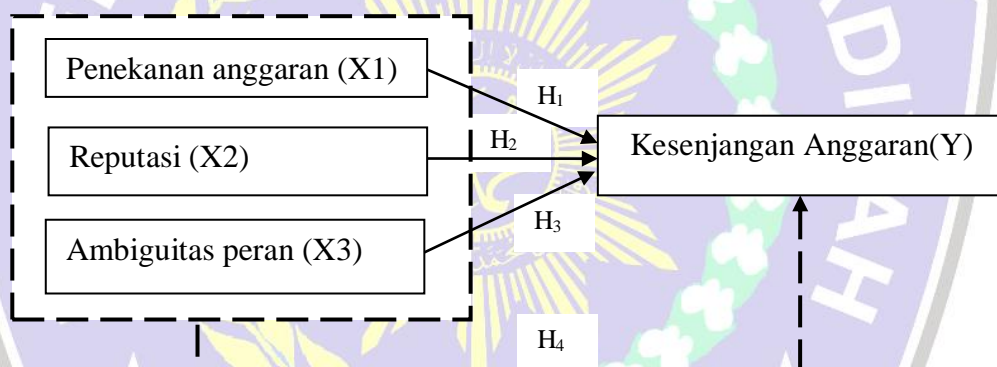 Penekanan anggaran (X1)
H1
H2
Reputasi (X2)
Kesenjangan Anggaran(Y)
H3
Ambiguitas peran (X3)
H4